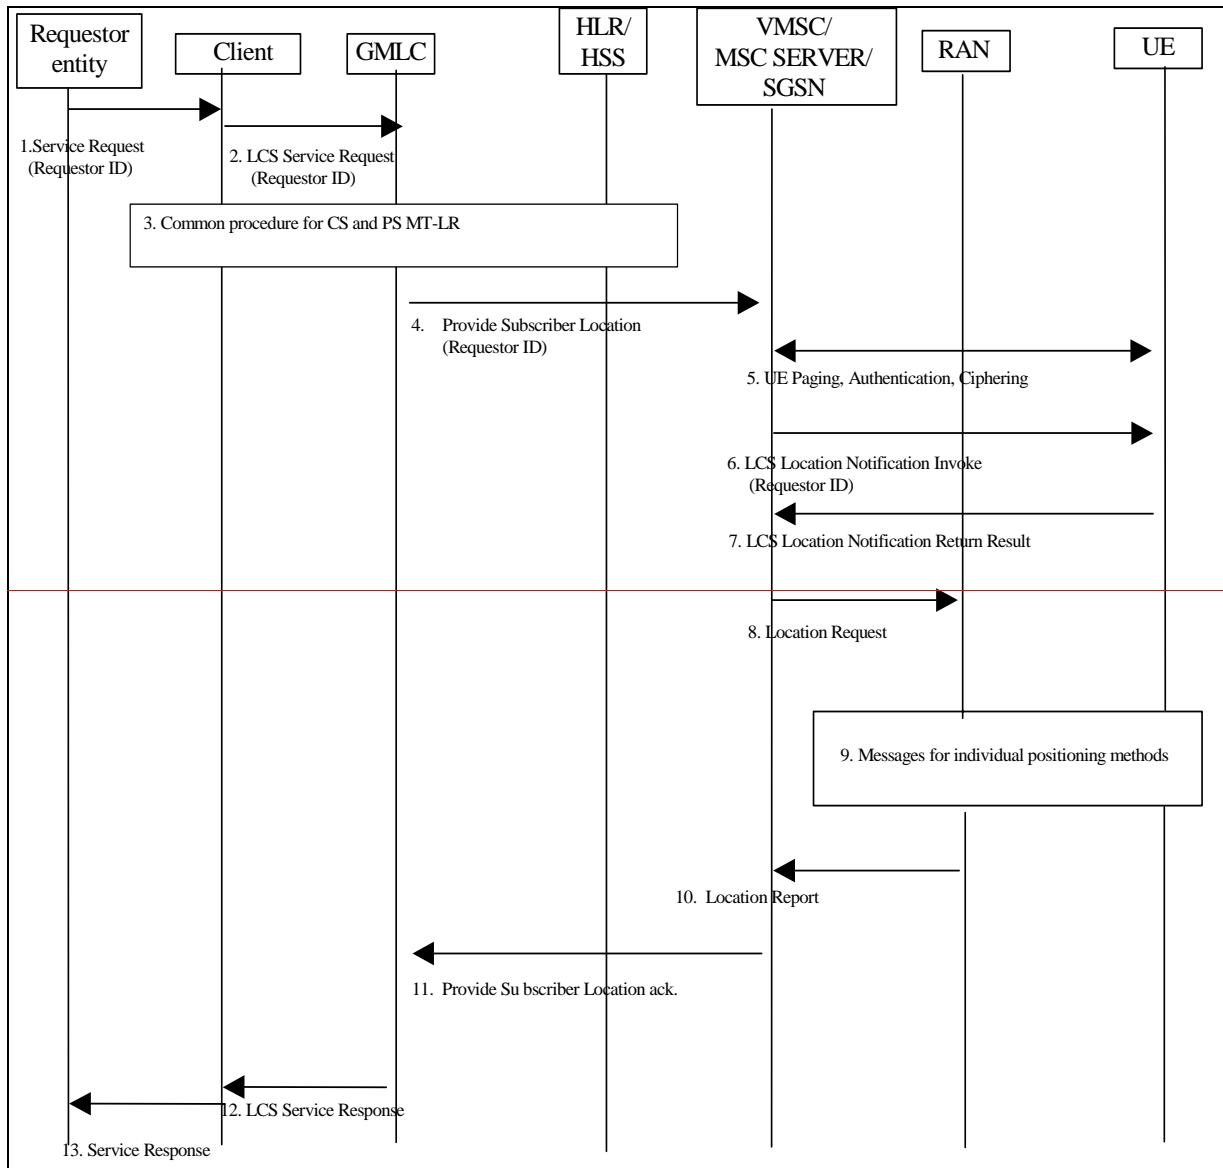 Requestor
entity
Client
GMLC
HLR/
HSS
VMSC/
MSC SERVER/
SGSN
RAN
UE
1.Service Request
(Requestor ID)
2. LCS Service Request
(Requestor ID)
3. Common procedure for CS and PS MT-LR
4. Provide Subscriber Location
(Requestor ID)
5. UE Paging, Authentication, Ciphering
6. LCS Location Notification Invoke
(Requestor ID)
7. LCS Location Notification Return Result
8. Location Request
9. Messages for individual positioning methods
10. Location Report
11. Provide Su bscriber Location ack.
12. LCS Service Response
13. Service Response